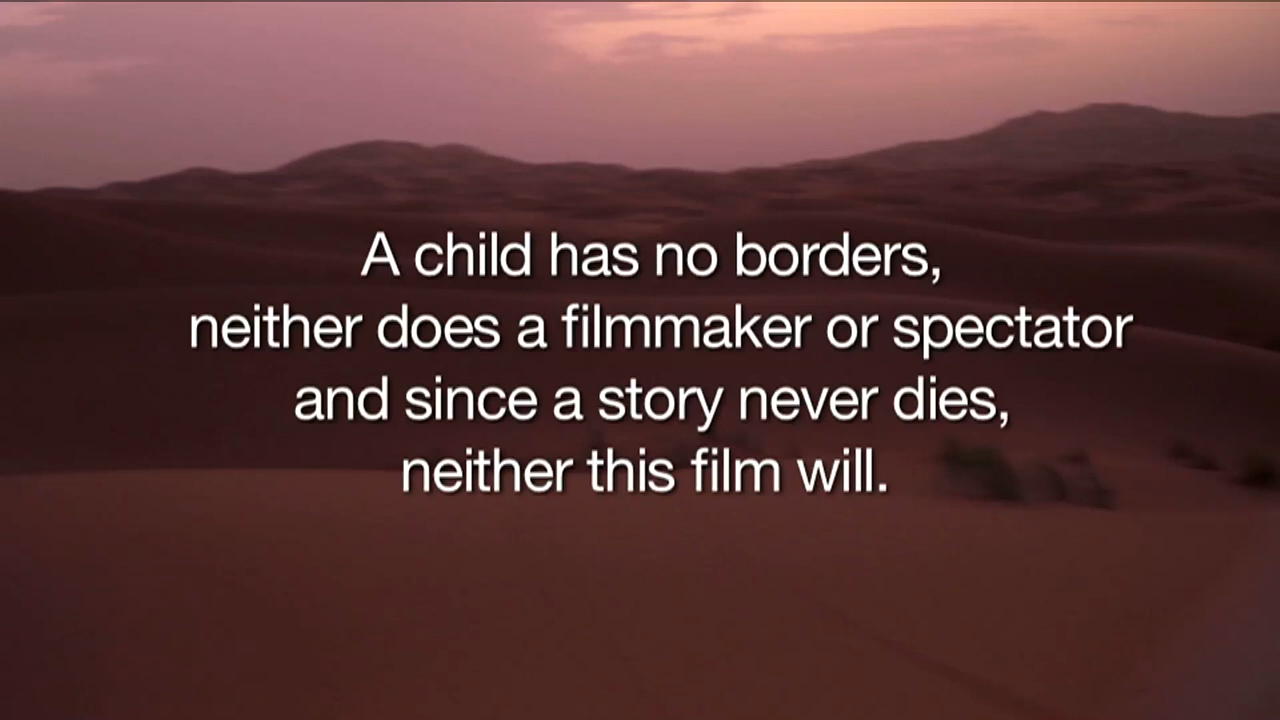 A child has no borders,
neither does a filmmaker or spectator
and since a story never dies,
neither this film will.